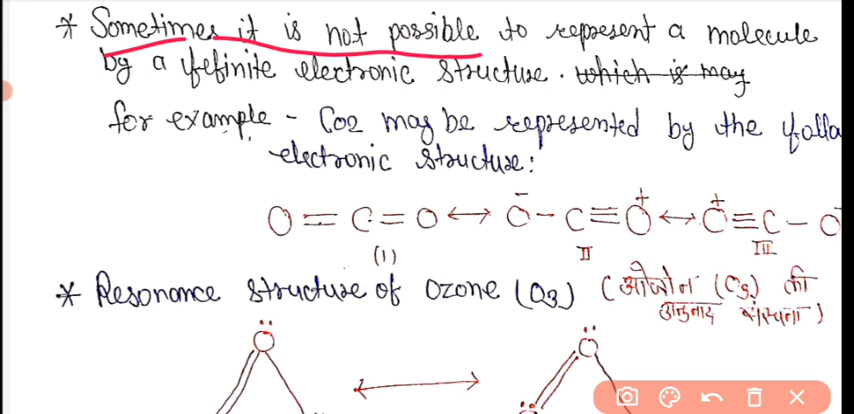 * Sometimes it is not possible to represent a molecule
by a definite electronic structure. which is may
for example - Co2 may be represented by the follo
electronic structure:
O = C = O ↔ O⁻ - C ≡ O⁺ ↔ O⁺ ≡ C - O⁻
(1) II III
* Resonance structure of Ozone (O3) (ओजोन (O3) की
अनुनाद संरचना)
Ö Ö